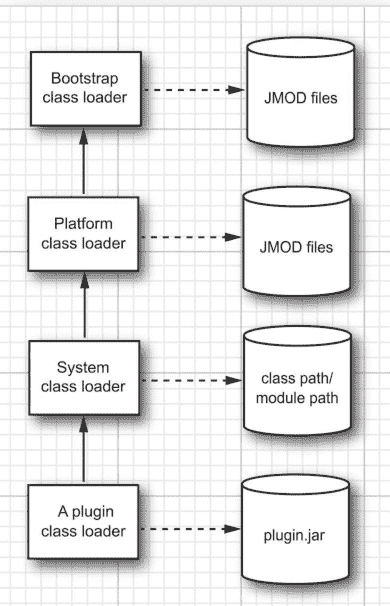 Bootstrap
class loader
JMOD files
Platform
class loader
JMOD files
System
class loader
class path/
module path
A plugin
class loader
plugin.jar